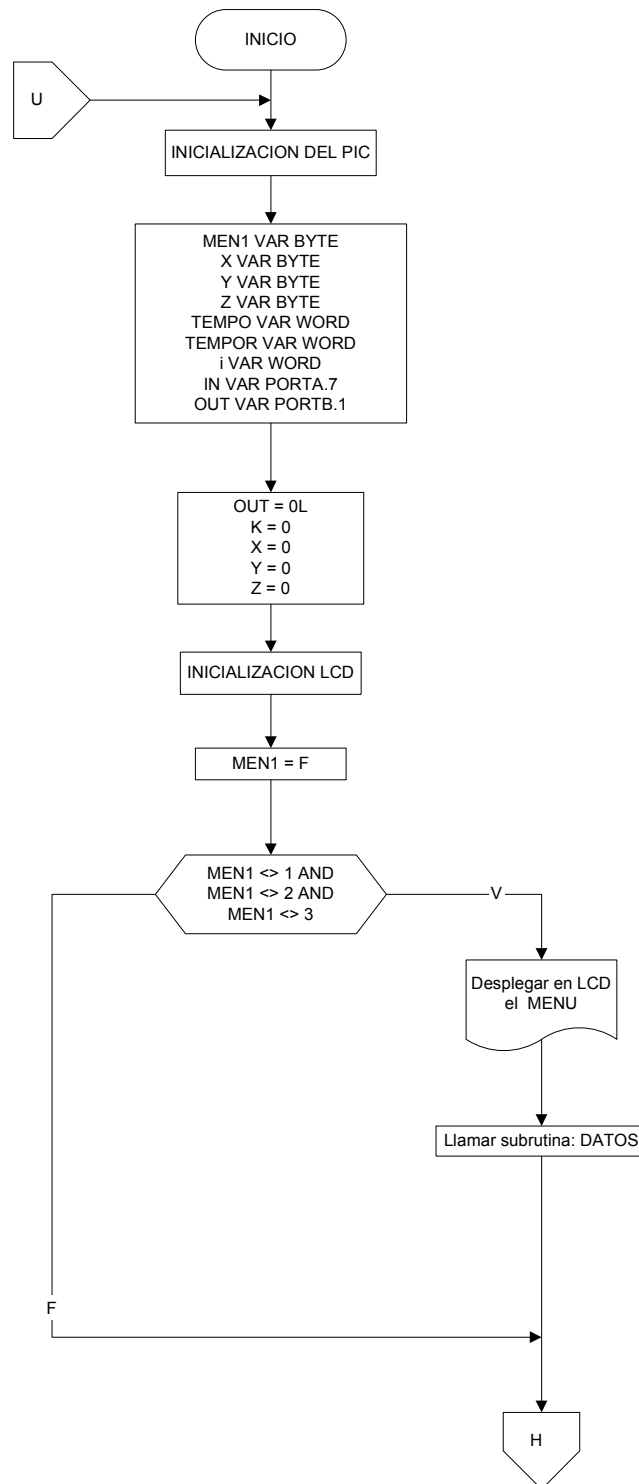 INICIO
U
INICIALIZACION DEL PIC
MEN1 VAR BYTE
X VAR BYTE
Y VAR BYTE
Z VAR BYTE
TEMPO VAR WORD
TEMPOR VAR WORD
i VAR WORD
IN VAR PORTA.7
OUT VAR PORTB.1
OUT = 0L
K = 0
X = 0
Y = 0
Z = 0
INICIALIZACION LCD
MEN1 = F
MEN1 <> 1 AND
MEN1 <> 2 AND
MEN1 <> 3
V
Desplegar en LCD
el MENU
Llamar subrutina: DATOS
F
H